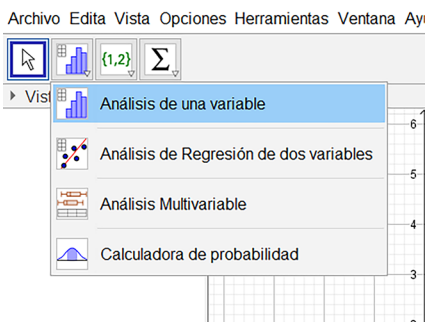 Archivo Edita Vista Opciones Herramientas Ventana Ay
{1,2} Σ
Vist
Análisis de una variable
Análisis de Regresión de dos variables
Análisis Multivariable
Calculadora de probabilidad
6
5
4
3